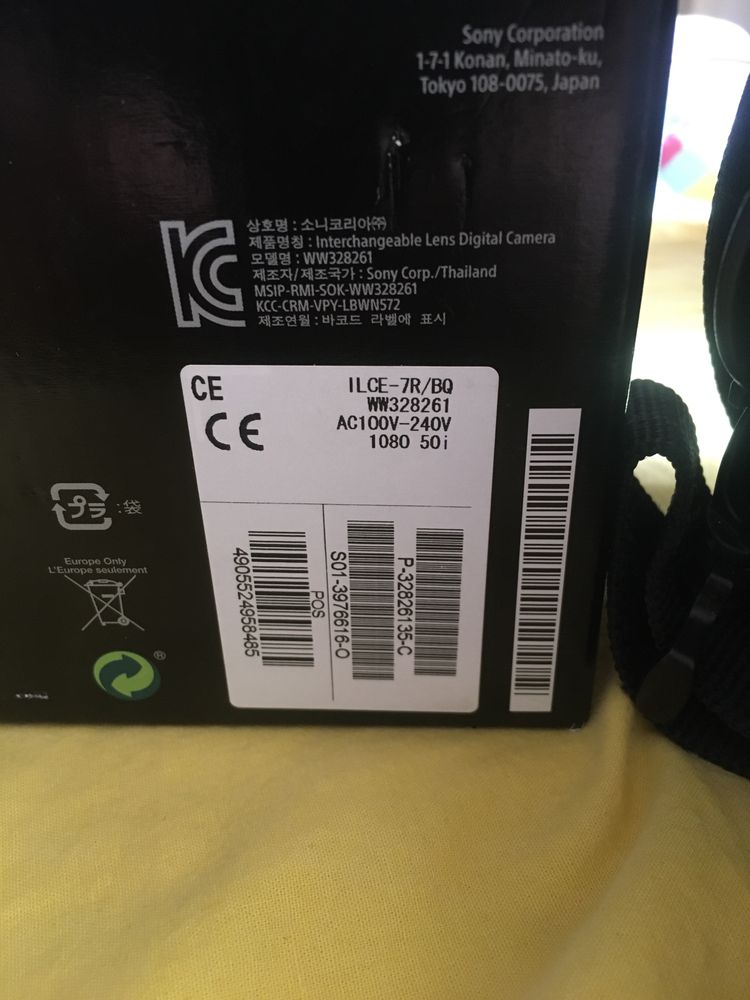 Sony Corporation
1-7-1 Konan, Minato-ku,
Tokyo 108-0075, Japan
상호명 : 소니코리아㈜
제품명칭 : Interchangeable Lens Digital Camera
모델명 : WW328261
제조자/제조국가 : Sony Corp./Thailand
MSIP-RMI-SOK-WW328261
KCC-CRM-VPY-LBWN572
제조연월 : 바코드 라벨에 표시
CE
CE
ILCE-7R/BQ
WW328261
AC100V-240V
1080 50i
プラ :袋
Europe Only
L'Europe seulement
®
POS
4905524958485
S01-3976616-O
P-32826135-C